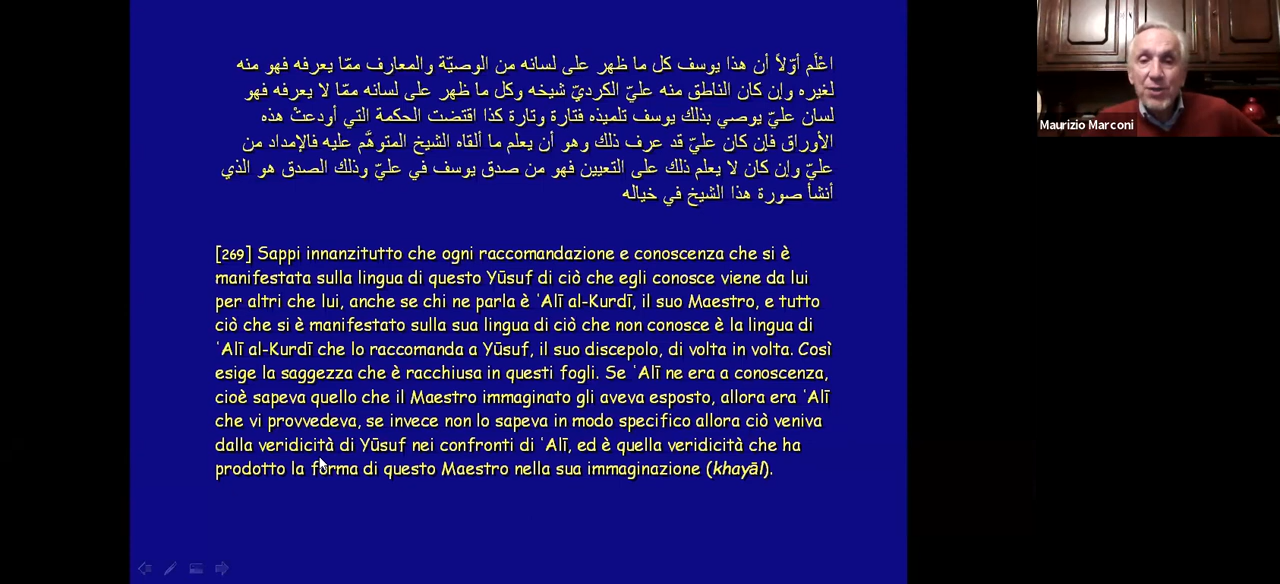 اعْلَم أوّلاً أن هذا يوسف كل ما ظهر على لسانه من الوصيّة والمعارف ممّا يعرفه فهو منه
لغيره وإن كان الناطق منه عليّ الكرديّ شيخه وكل ما ظهر على لسانه ممّا لا يعرفه فهو
لسان عليّ يوصي بذلك يوسف تلميذه فتارة وتارة كذا اقتضت الحكمة التي أودعتْ هذه
الأوراق فإن كان عليّ قد عرف ذلك وهو أن يعلم ما ألقاه الشيخ المتوهَّم عليه فالإمداد من
عليّ وإن كان لا يعلم ذلك على التعيين فهو من صدق يوسف في عليّ وذلك الصدق هو الذي
أنشأ صورة هذا الشيخ في خياله
[269] Sappi innanzitutto che ogni raccomandazione e conoscenza che si è
manifestata sulla lingua di questo Yūsuf di ciò che egli conosce viene da lui
per altri che lui, anche se chi ne parla è ʿAlī al-Kurdī, il suo Maestro, e tutto
ciò che si è manifestato sulla sua lingua di ciò che non conosce è la lingua di
ʿAlī al-Kurdī che lo raccomanda a Yūsuf, il suo discepolo, di volta in volta. Così
esige la saggezza che è racchiusa in questi fogli. Se ʿAlī ne era a conoscenza,
cioè sapeva quello che il Maestro immaginato gli aveva esposto, allora era ʿAlī
che vi provvedeva, se invece non lo sapeva in modo specifico allora ciò veniva
dalla veridicità di Yūsuf nei confronti di ʿAlī, ed è quella veridicità che ha
prodotto la forma di questo Maestro nella sua immaginazione (khayāl).
Maurizio Marconi